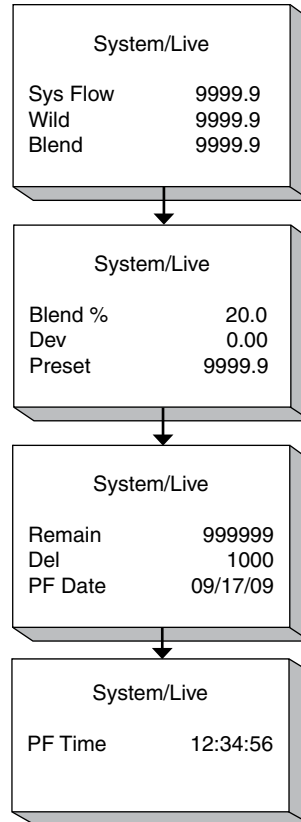 System/Live
Sys Flow 9999.9
Wild 9999.9
Blend 9999.9
System/Live
Blend % 20.0
Dev 0.00
Preset 9999.9
System/Live
Remain 999999
Del 1000
PF Date 09/17/09
System/Live
PF Time 12:34:56